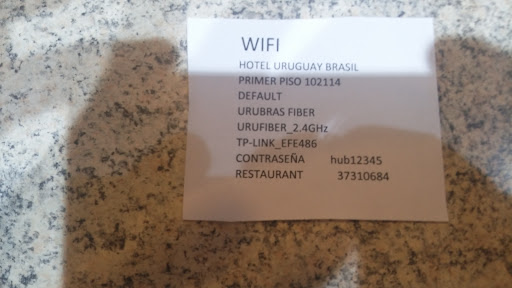 WIFI
HOTEL URUGUAY BRASIL
PRIMER PISO 102114
DEFAULT
URUBRAS FIBER
URUFIBER_2.4GHz
TP-LINK_EFE486
CONTRASEÑA hub12345
RESTAURANT 37310684